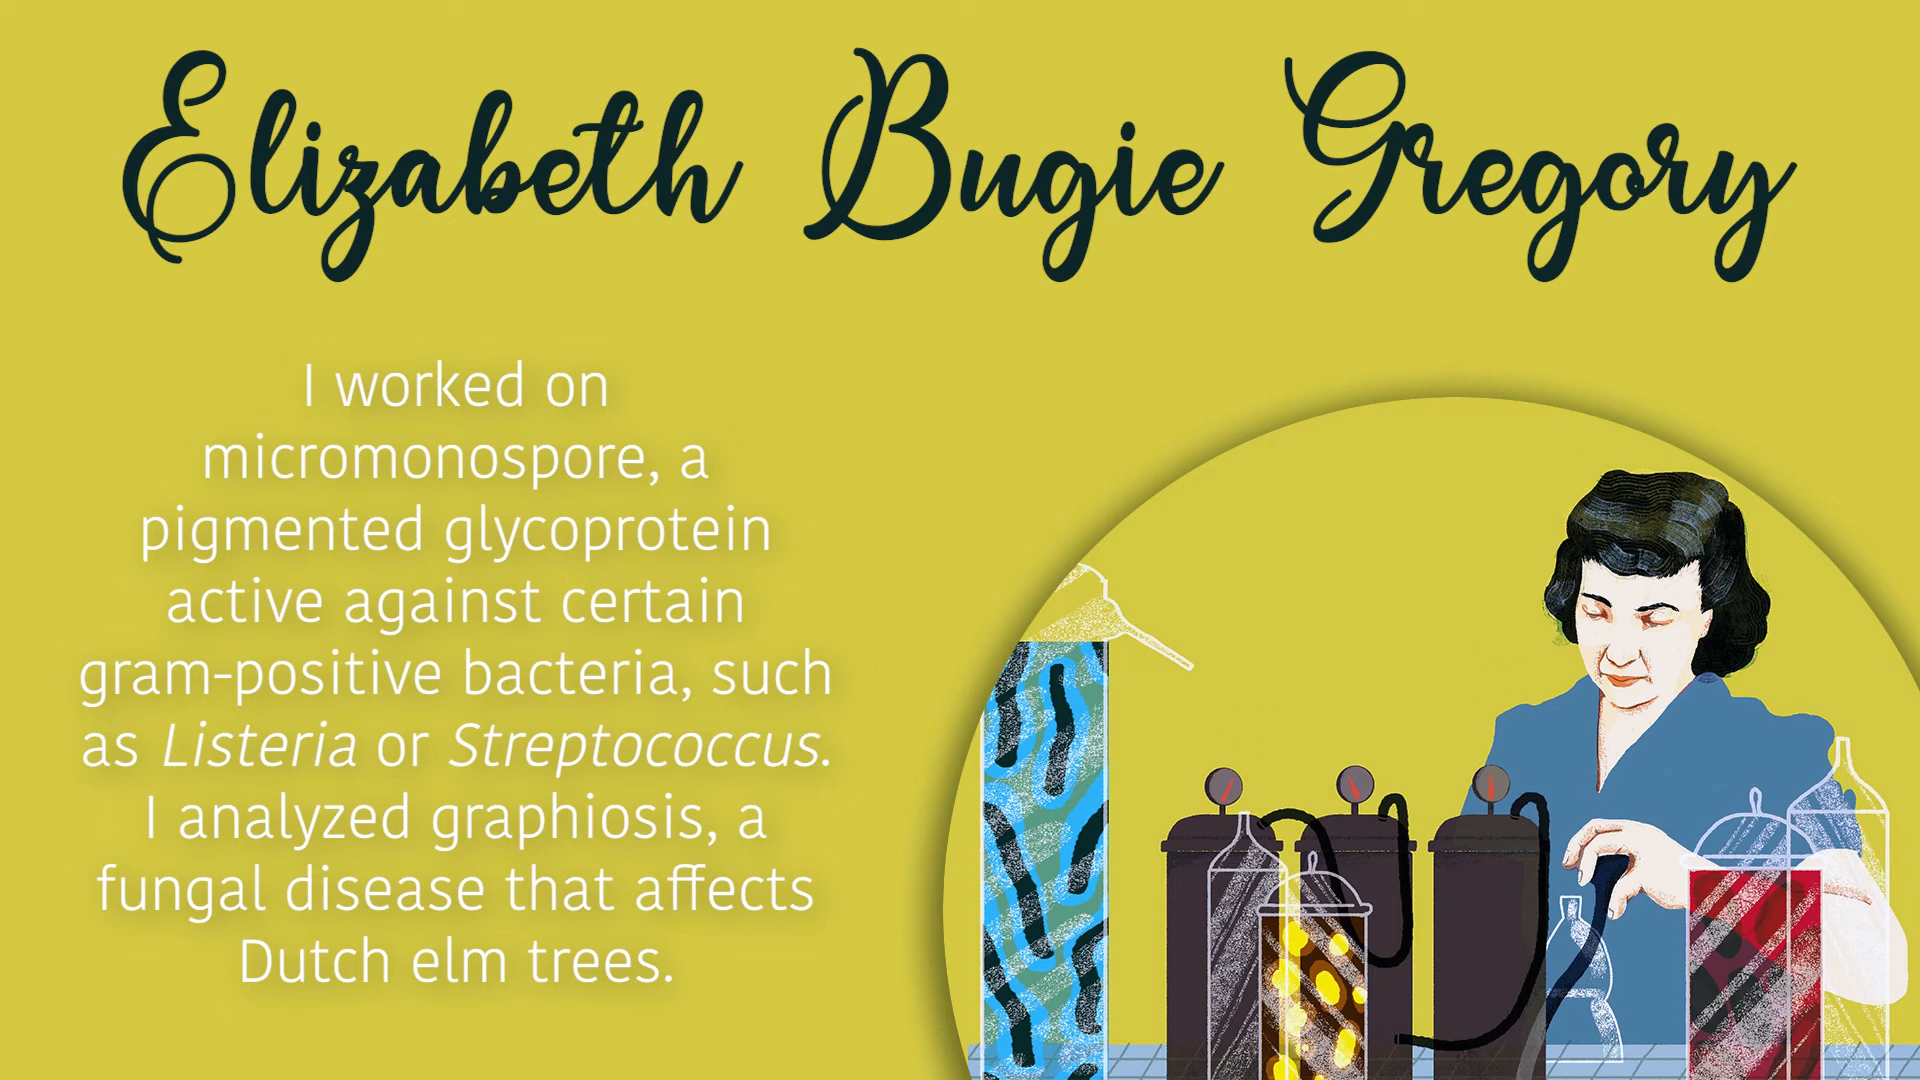 Elizabeth Bugie Gregory
I worked on
micromonospore, a
pigmented glycoprotein
active against certain
gram-positive bacteria, such
as Listeria or Streptococcus.
I analyzed graphiosis, a
fungal disease that affects
Dutch elm trees.